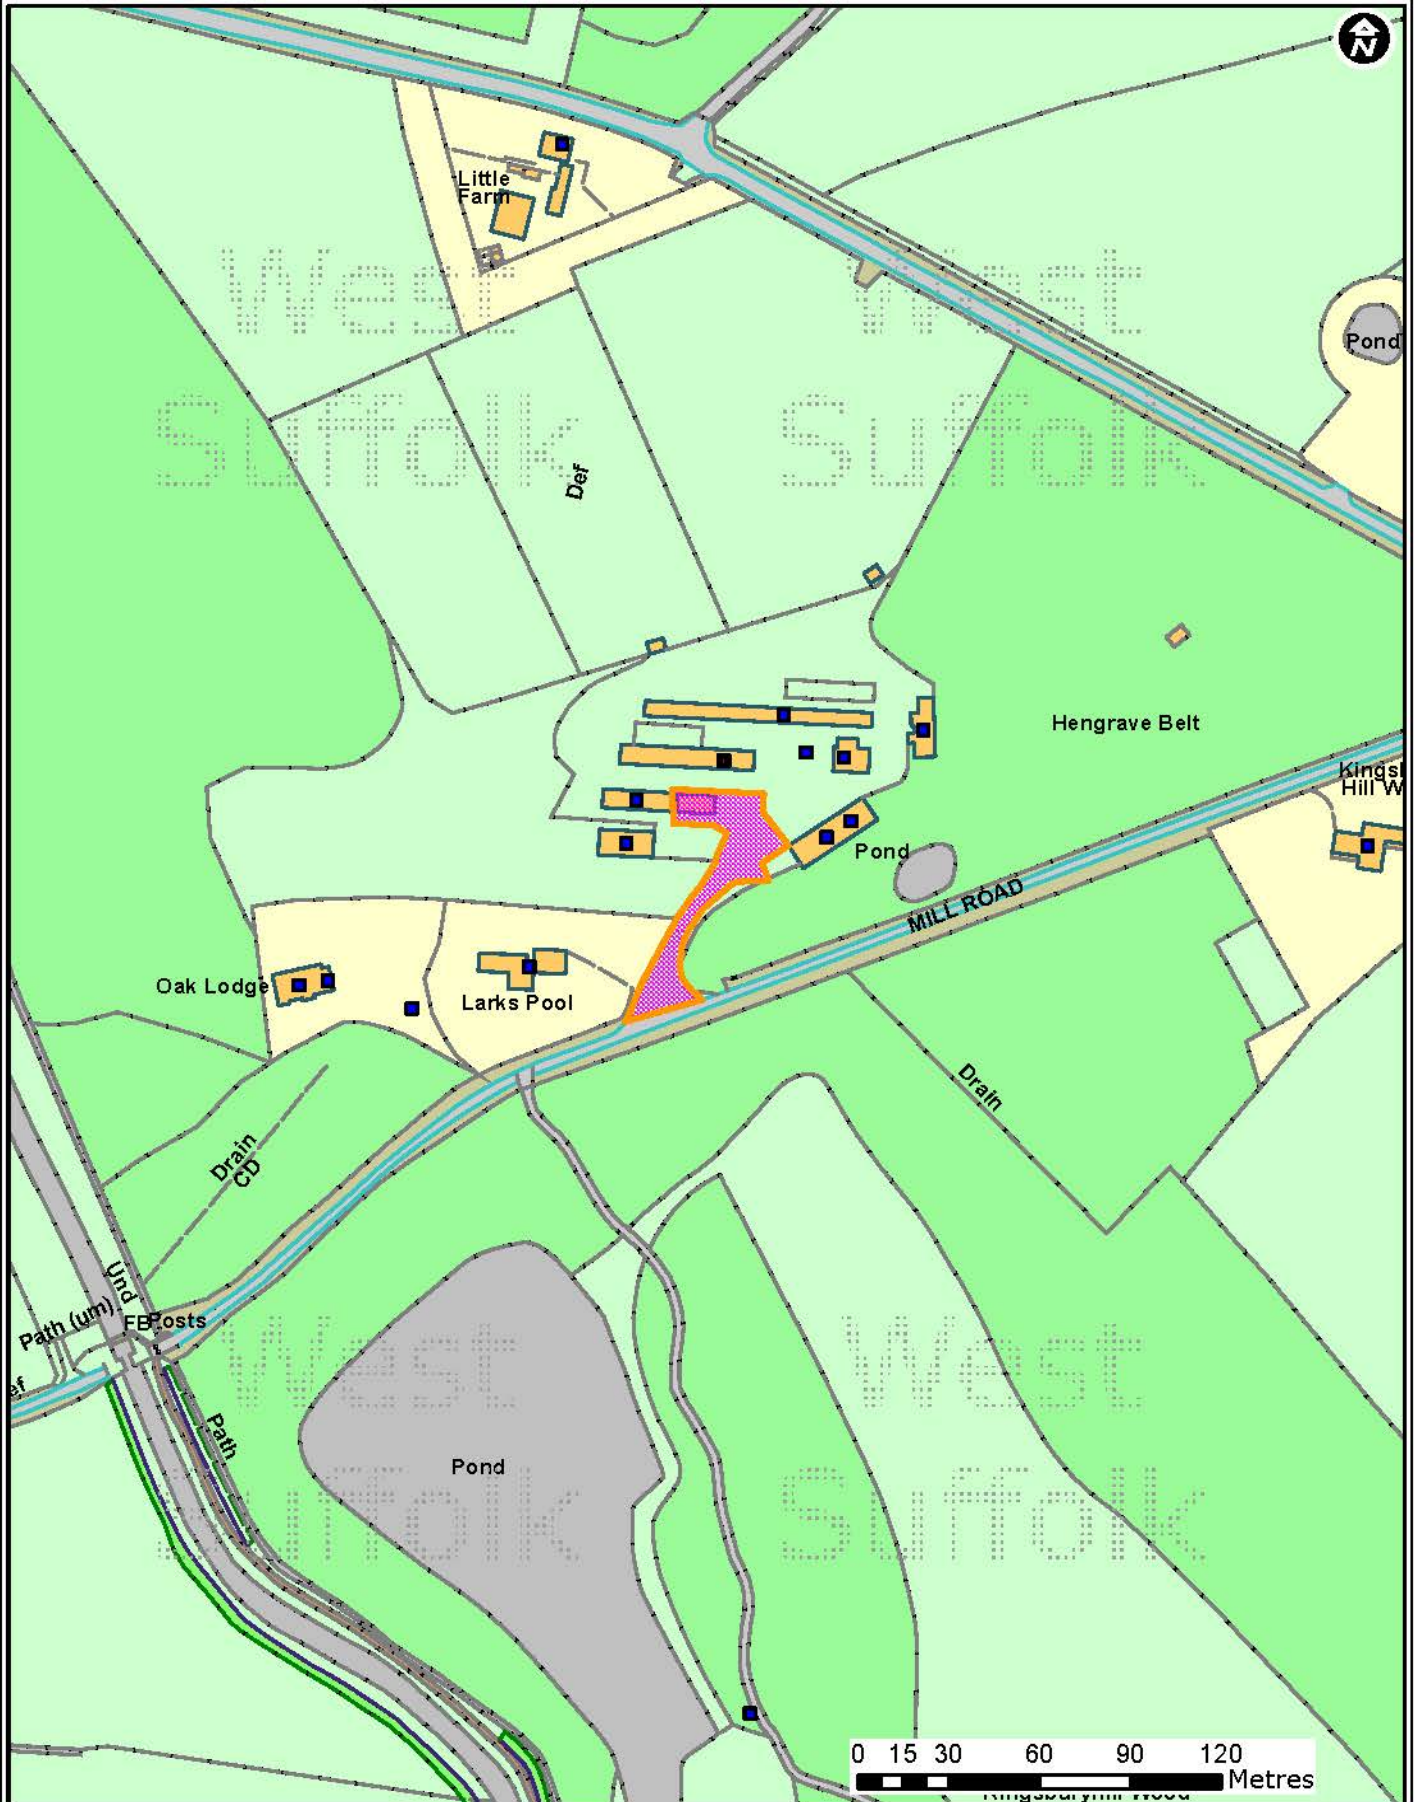 N
Little
Farm
West
West
Pond
Suffolk
Suffolk
Def
Hengrave Belt
Hill W
Pond
MILL ROAD
Oak Lodge
Larks Pool
Drain
Drain
CD
Und
Path (um)
FB
Posts
West
West
Path
Pond
Suffolk
Suffolk
0 15 30 60 90 120
Metres